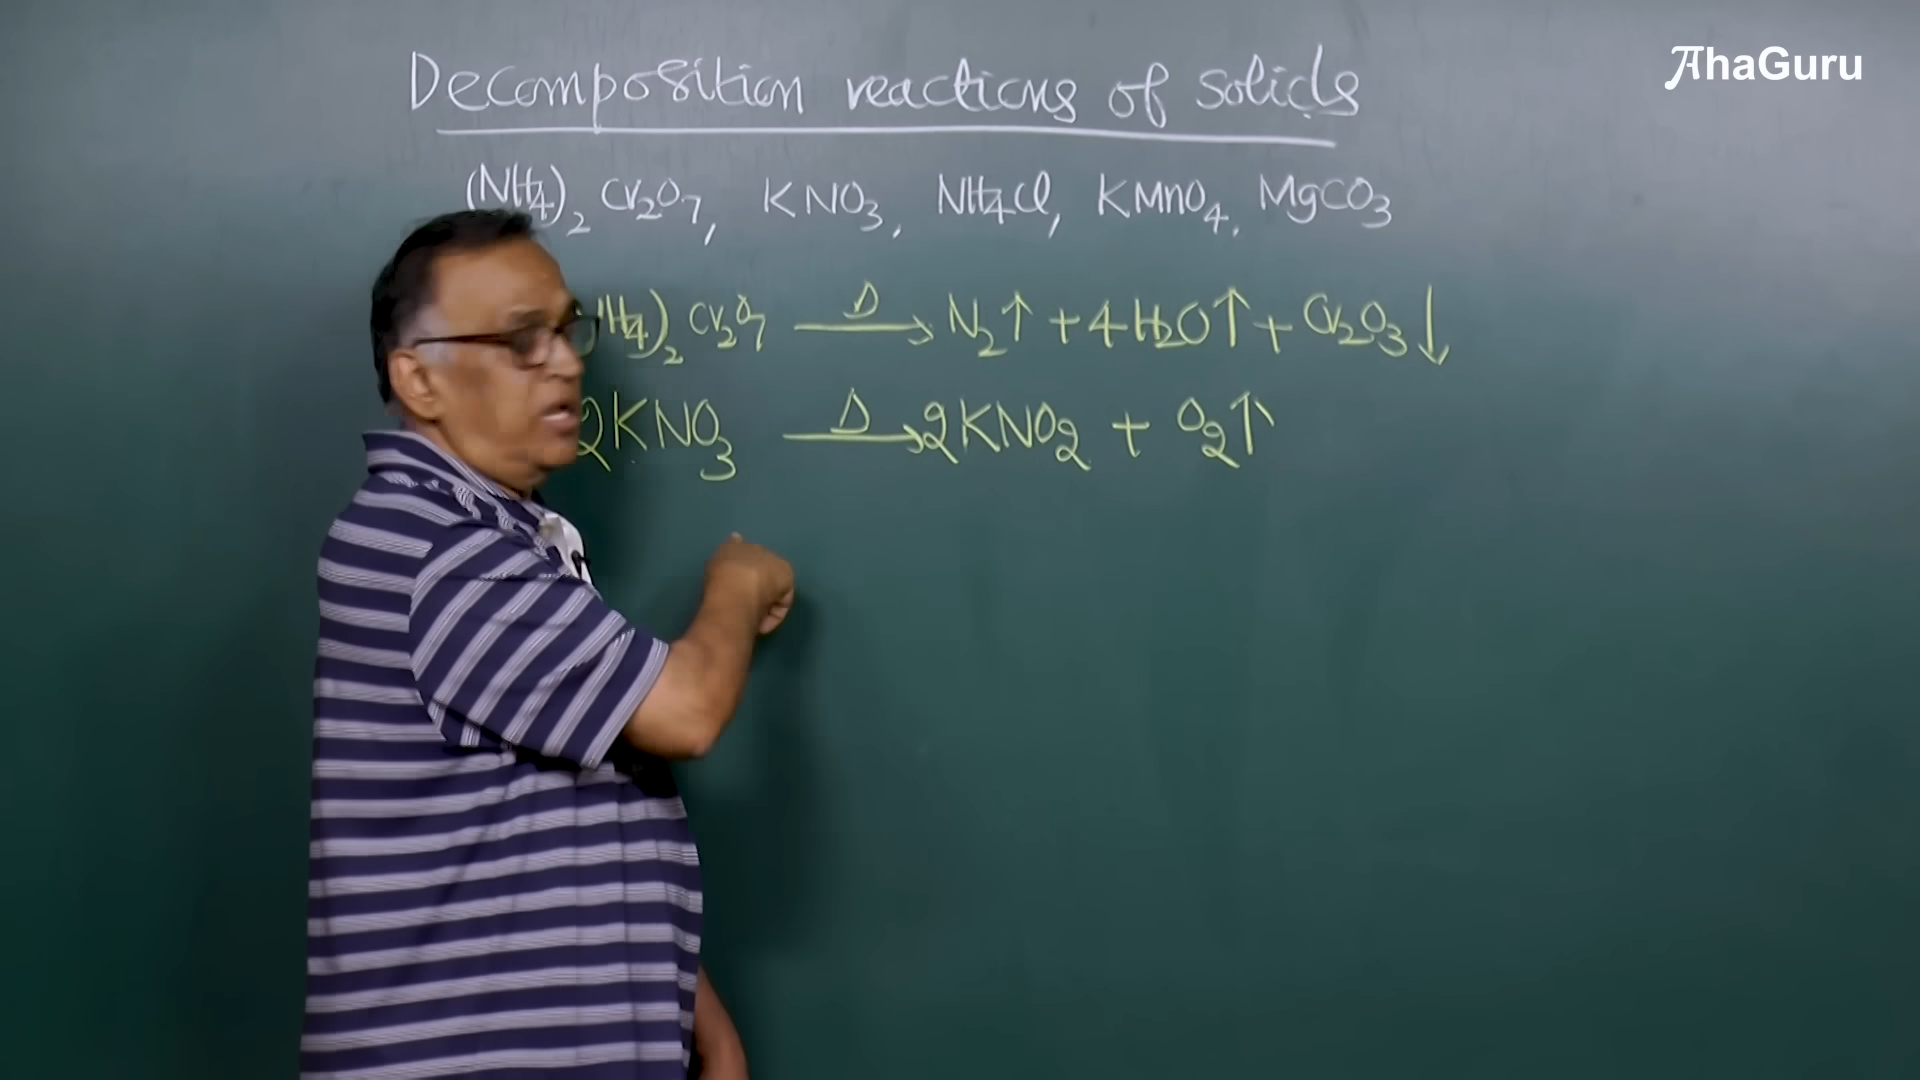 AhaGuru
Decomposition reactions of solids
(NH4)2 Cr2O7, KNO3, NH4Cl, KMnO4, MgCO3
H4)2 Cr2O7 —Δ→ N2↑ + 4H2O↑ + Cr2O3↓
2KNO3 —Δ→ 2KNO2 + O2↑